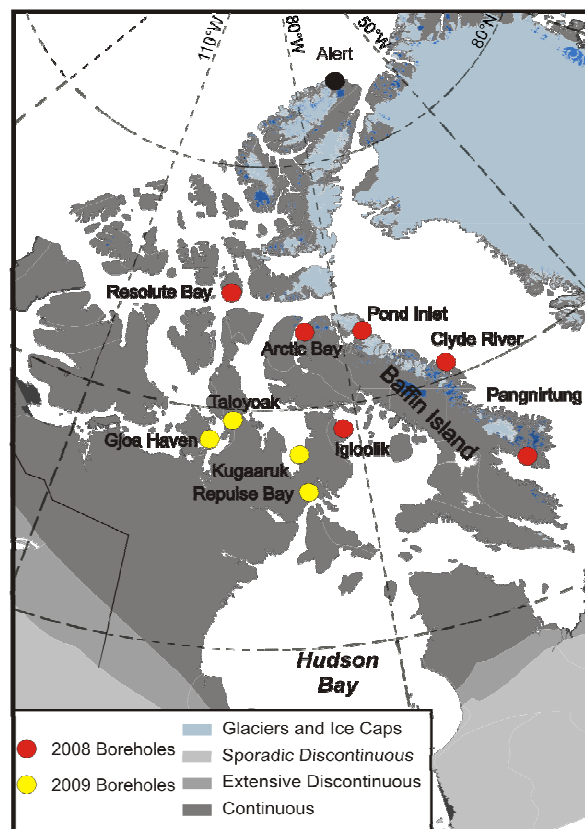 110°W
80°W
50°W
80°N
Alert
Resolute Bay
Pond Inlet
Arctic Bay
Clyde River
Baffin Island
Pangnirtung
Taloyoak
Gjoa Haven
Igloolik
Kugaaruk
Repulse Bay
Hudson
Bay
2008 Boreholes
2009 Boreholes
Glaciers and Ice Caps
Sporadic Discontinuous
Extensive Discontinuous
Continuous